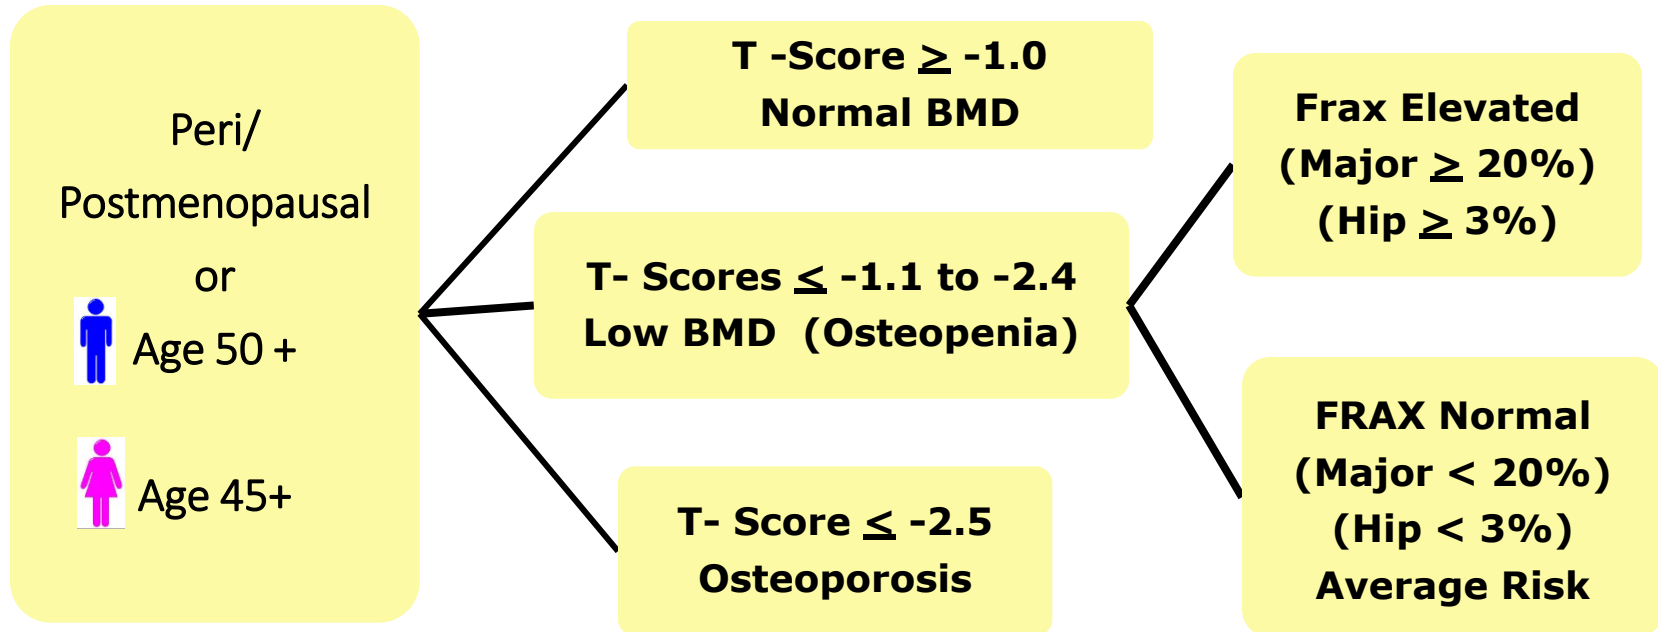 Peri/
Postmenopausal
or
Age 50 +
Age 45+
T -Score ≥ -1.0
Normal BMD
T- Scores ≤ -1.1 to -2.4
Low BMD  (Osteopenia)
T- Score ≤ -2.5
Osteoporosis
Frax Elevated
(Major ≥ 20%)
(Hip ≥ 3%)
FRAX Normal
(Major < 20%)
(Hip < 3%)
Average Risk